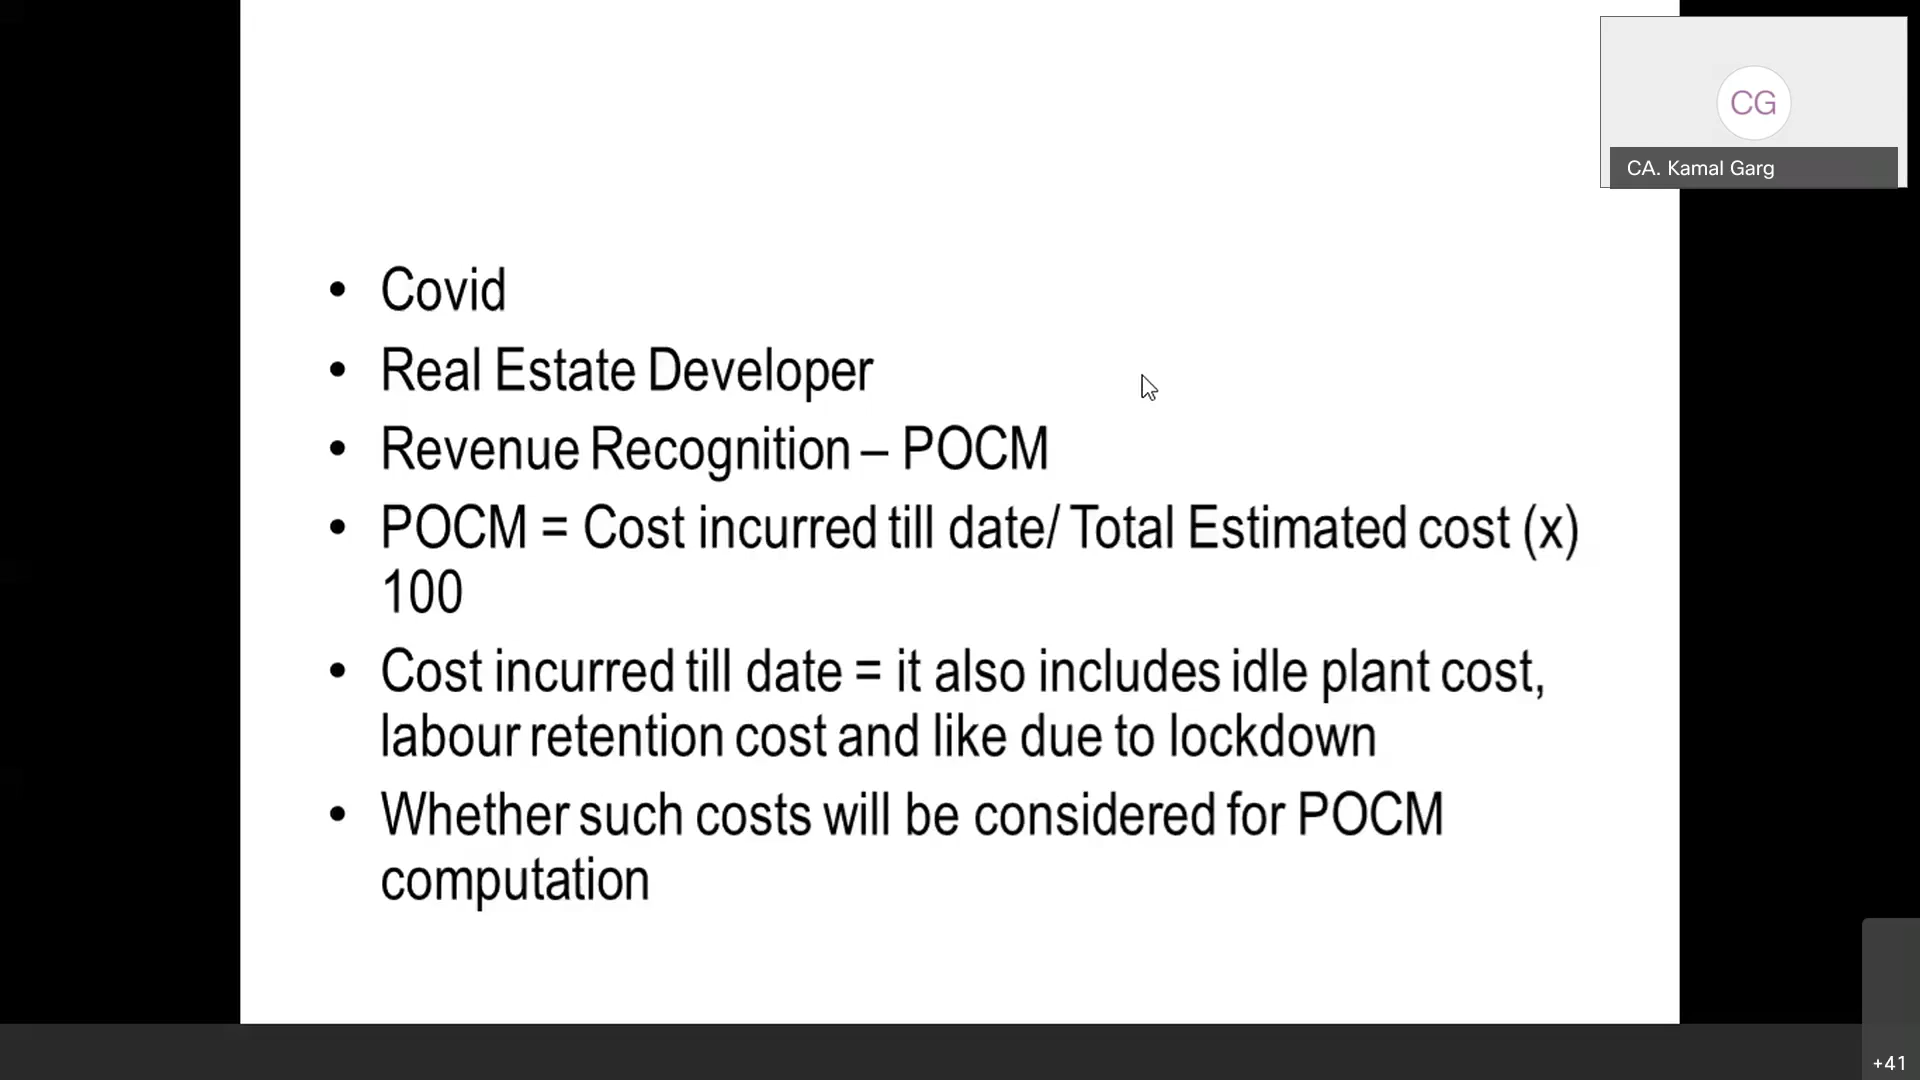 CG
CA. Kamal Garg
• Covid
• Real Estate Developer
• Revenue Recognition – POCM
• POCM = Cost incurred till date/ Total Estimated cost (x)
100
• Cost incurred till date = it also includes idle plant cost,
labour retention cost and like due to lockdown
• Whether such costs will be considered for POCM
computation
+41